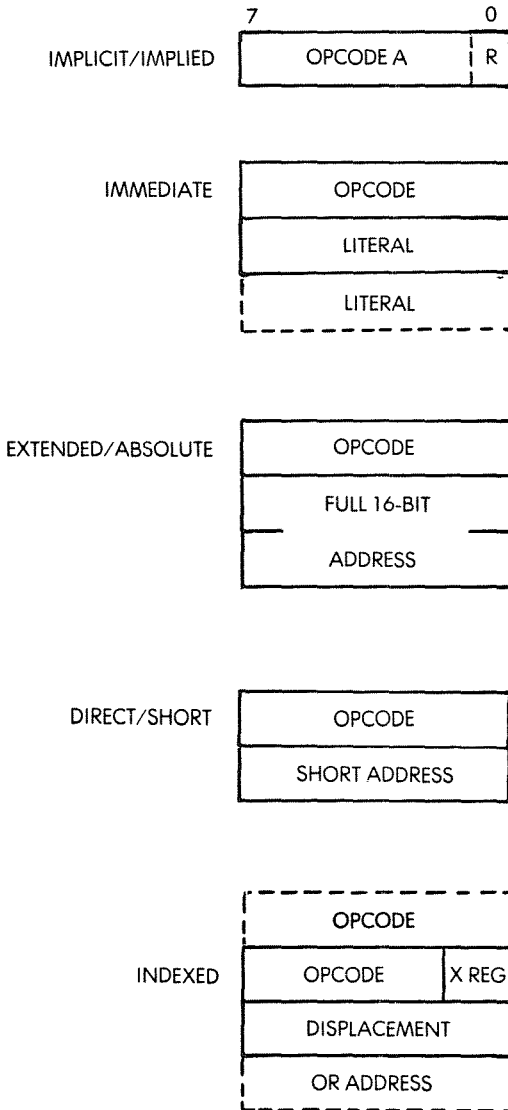 7 0
IMPLICIT/IMPLIED OPCODE A R
IMMEDIATE OPCODE
LITERAL
LITERAL
EXTENDED/ABSOLUTE OPCODE
FULL 16-BIT
ADDRESS
DIRECT/SHORT OPCODE
SHORT ADDRESS
OPCODE
INDEXED OPCODE X REG
DISPLACEMENT
OR ADDRESS